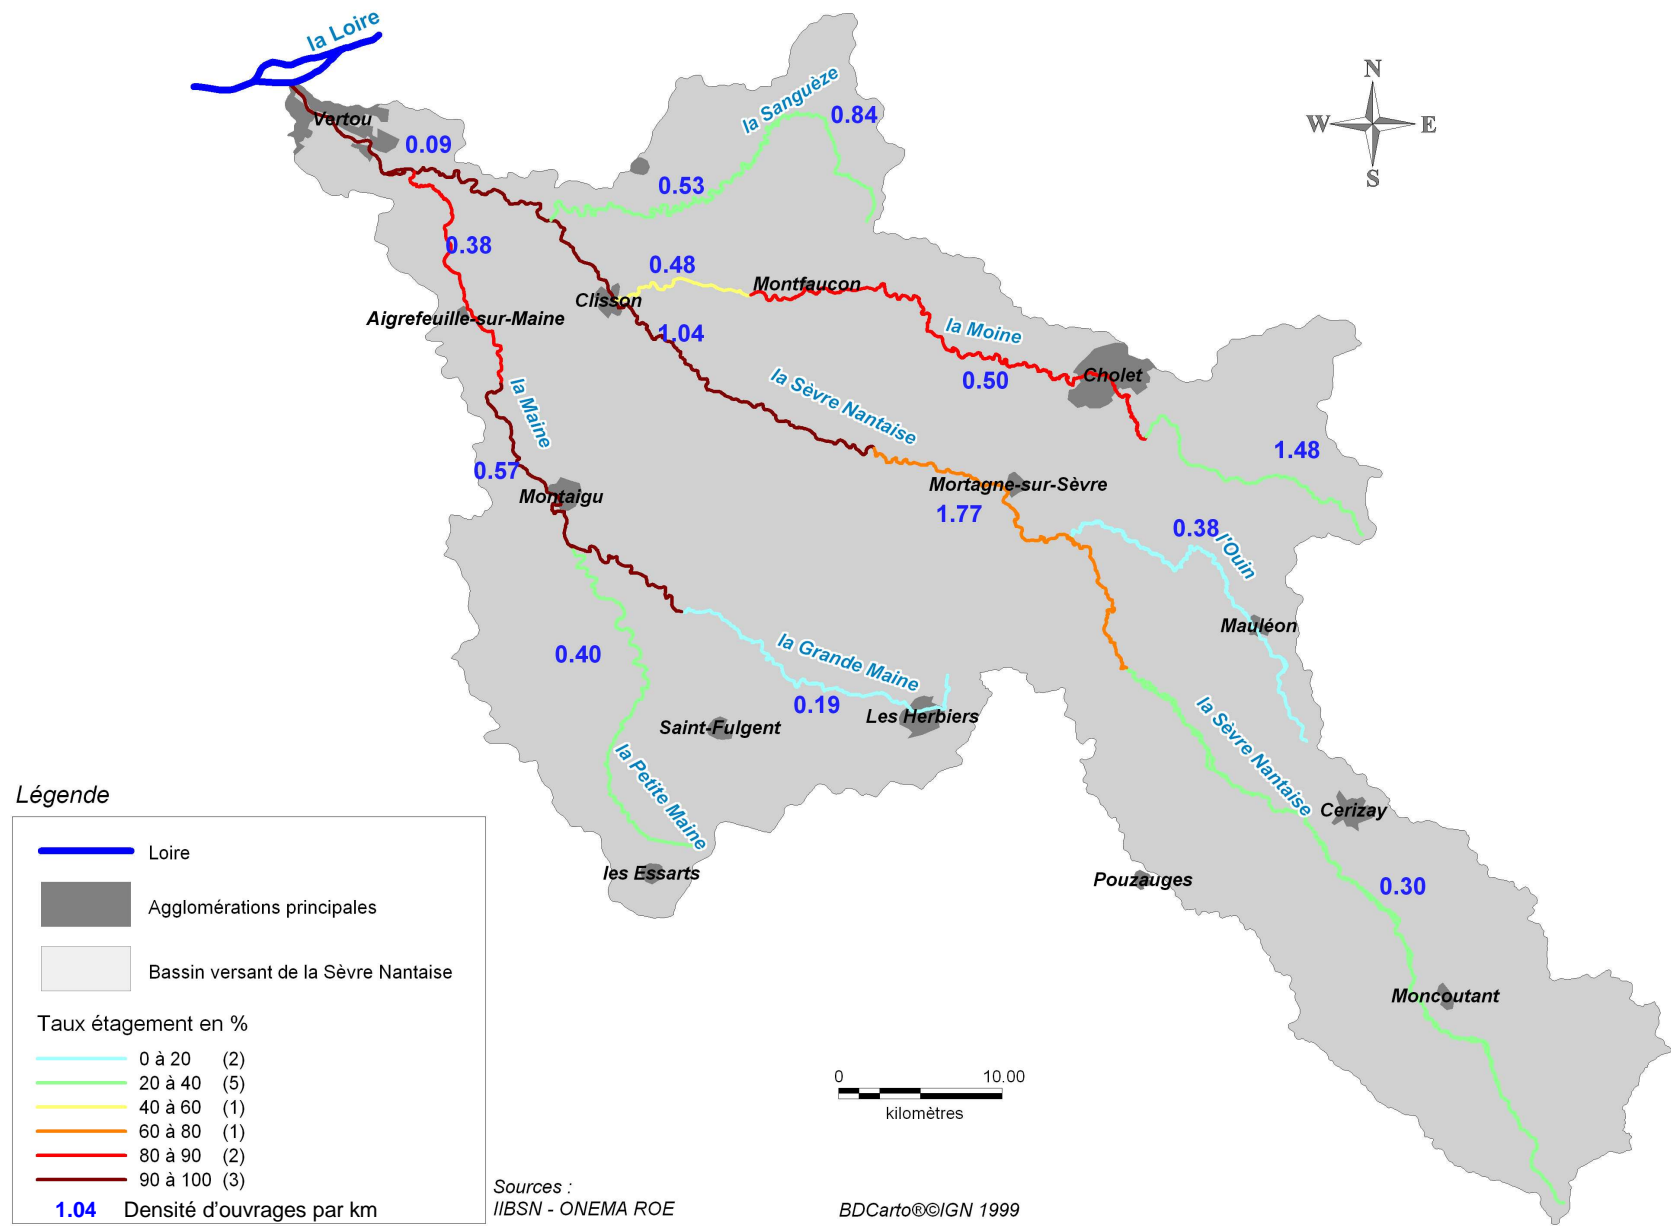 la Loire
N
la Sanguèze
0.84
Vertou
W
E
0.09
S
0.53
0.38
0.48
Montfaucon
Clisson
Aigrefeuille-sur-Maine
1.04
la Moine
la Sèvre Nantaise
0.50
Cholet
la Maine
1.48
0.57
Montaigu
Mortagne-sur-Sèvre
1.77
0.38
l'Ouin
Mauléon
0.40
la Grande Maine
0.19
Les Herbiers
Saint-Fulgent
la Sèvre Nantaise
la Petite Maine
Cerizay
les Essarts
Pouzauges
0.30
Moncoutant
Légende
Loire
Agglomérations principales
Bassin versant de la Sèvre Nantaise
Taux étagement en %
0 à 20 (2)
20 à 40 (5)
40 à 60 (1)
60 à 80 (1)
80 à 90 (2)
90 à 100 (3)
1.04 Densité d'ouvrages par km
0 10.00
kilomètres
Sources :
IIBSN - ONEMA ROE
BDCarto®©IGN 1999